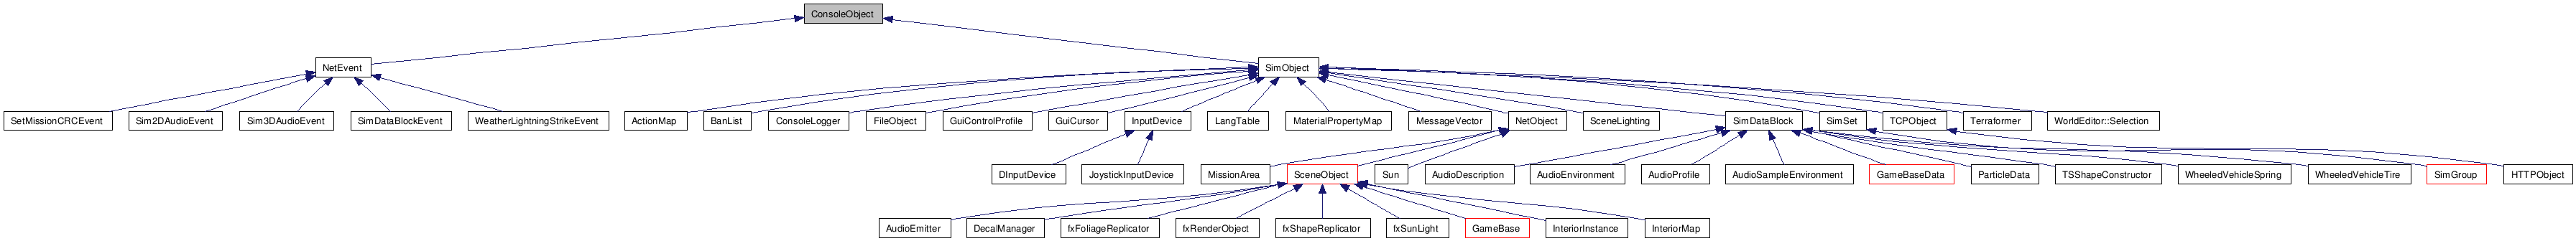 ConsoleObject
NetEvent
SimObject
SetMissionCRCEvent
Sim2DAudioEvent
Sim3DAudioEvent
SimDataBlockEvent
WeatherLightningStrikeEvent
ActionMap
BanList
ConsoleLogger
FileObject
GuiControlProfile
GuiCursor
InputDevice
LangTable
MaterialPropertyMap
MessageVector
NetObject
SceneLighting
SimDataBlock
SimSet
TCPObject
Terraformer
WorldEditor::Selection
DInputDevice
JoystickInputDevice
MissionArea
SceneObject
Sun
AudioDescription
AudioEnvironment
AudioProfile
AudioSampleEnvironment
GameBaseData
ParticleData
TSShapeConstructor
WheeledVehicleSpring
WheeledVehicleTire
SimGroup
HTTPObject
AudioEmitter
DecalManager
fxFoliageReplicator
fxRenderObject
fxShapeReplicator
fxSunLight
GameBase
InteriorInstance
InteriorMap